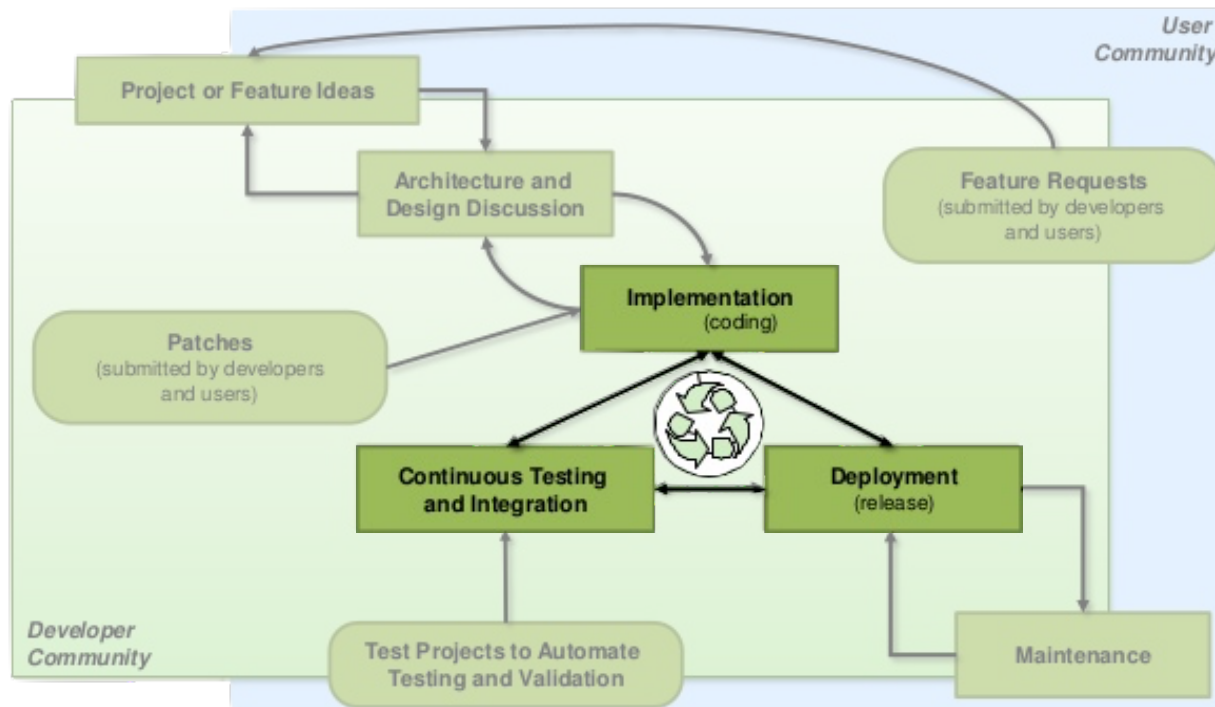 User
Community
Project or Feature Ideas
Architecture and
Design Discussion
Feature Requests
(submitted by developers
and users)
Implementation
(coding)
Patches
(submitted by developers
and users)
Continuous Testing
and Integration
Deployment
(release)
Developer
Community
Test Projects to Automate
Testing and Validation
Maintenance